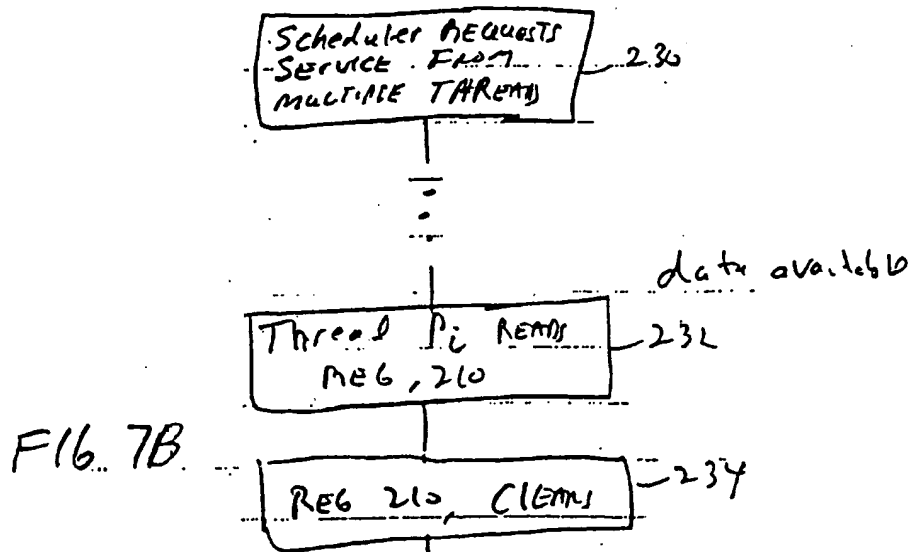 Scheduler REQUESTS
SERVICE FROM
MULTIPLE THREADS
230
data available
Thread Pi READS
REG, 210
232
FIG. 7B
REG 210, CLEARS
234